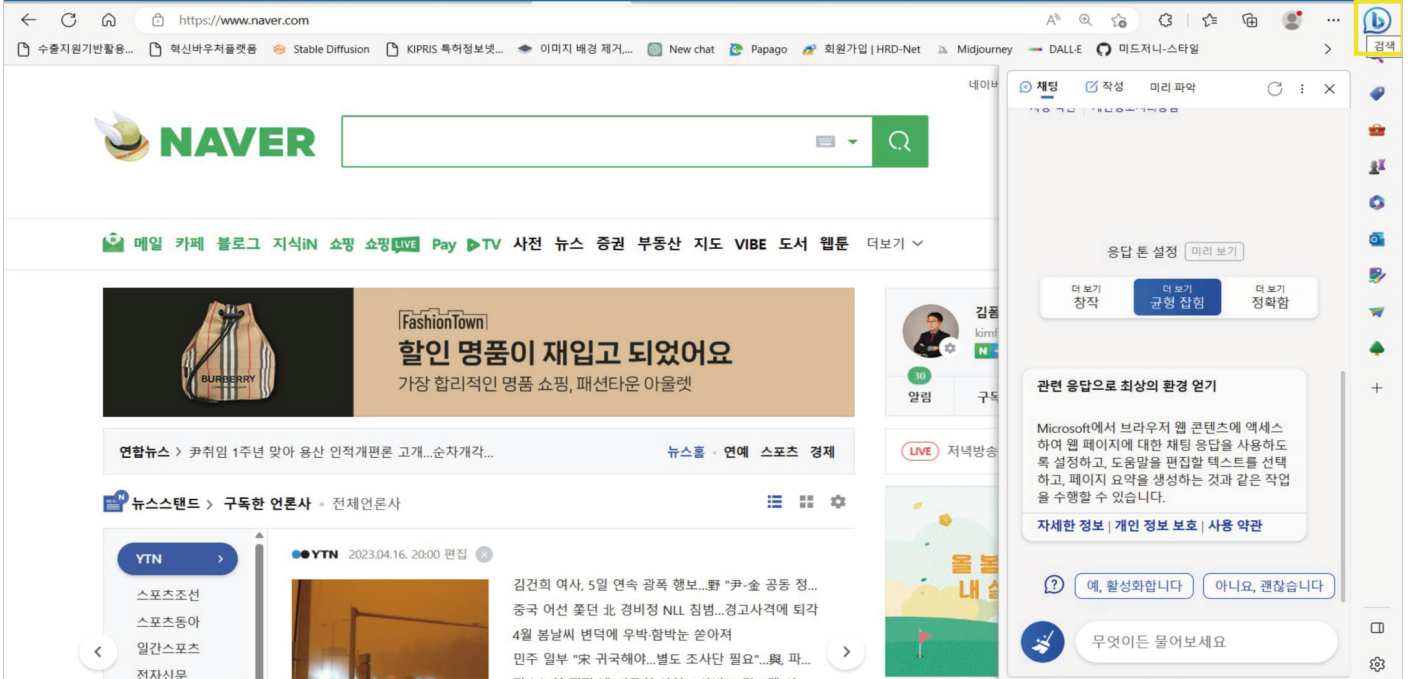 https://www.naver.com
검색
수출지원기반활용... 혁신바우처플랫폼 Stable Diffusion KIPRIS 특허정보넷... 이미지 배경 제거,... New chat Papago 회원가입 | HRD-Net Midjourney DALL·E 미드저니-스타일
네이버
NAVER
메일 카페 블로그 지식iN 쇼핑 쇼핑LIVE Pay TV 사전 뉴스 증권 부동산 지도 VIBE 도서 웹툰 더보기
BURBERRY
FashionTown
할인 명품이 재입고 되었어요
가장 합리적인 명품 쇼핑, 패션타운 아울렛
연합뉴스 > 尹취임 1주년 맞아 용산 인적개편론 고개...순차개각... 뉴스홈 · 연예 스포츠 경제
뉴스스탠드 > 구독한 언론사 · 전체언론사
YTN >
스포츠조선
스포츠동아
일간스포츠
전자신문
YTN 2023.04.16. 20:00 편집
김건희 여사, 5일 연속 광폭 행보...野 "尹-金 공동 정...
중국 어선 쫓던 北 경비정 NLL 침범...경고사격에 퇴각
4월 봄날씨 변덕에 우박·함박눈 쏟아져
민주 일부 "宋 귀국해야...별도 조사단 필요"...與, 파...
김폼
kimf
N
30
알림 구독
LIVE 저녁방송
올 봄
내
채팅 작성 미리 파악
응답 톤 설정 미리 보기
더 보기 더 보기 더 보기
창작 균형 잡힘 정확함
관련 응답으로 최상의 환경 얻기
Microsoft에서 브라우저 웹 콘텐츠에 액세스
하여 웹 페이지에 대한 채팅 응답을 사용하도
록 설정하고, 도움말을 편집할 텍스트를 선택
하고, 페이지 요약을 생성하는 것과 같은 작업
을 수행할 수 있습니다.
자세한 정보 | 개인 정보 보호 | 사용 약관
예, 활성화합니다 아니요, 괜찮습니다
무엇이든 물어보세요